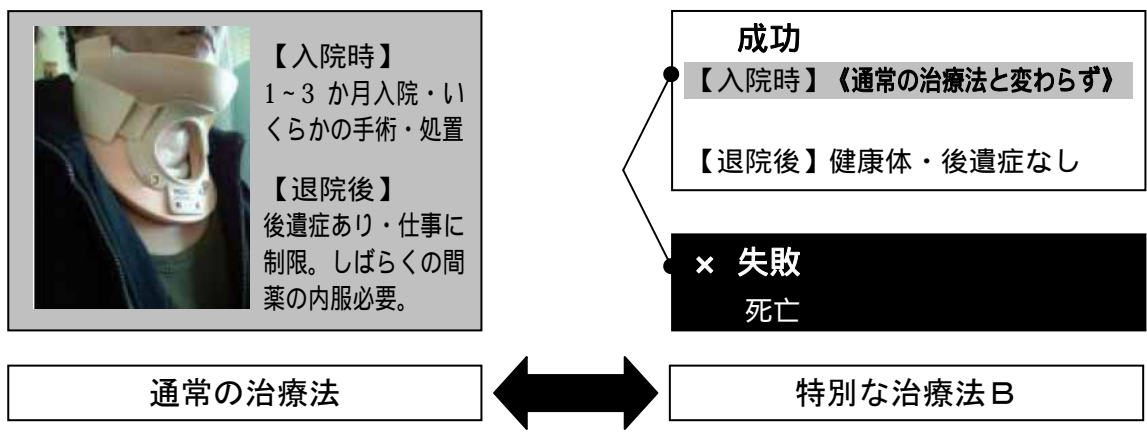 【入院時】
1~3 か月入院・い
くらかの手術・処置
【退院後】
後遺症あり・仕事に
制限。しばらくの間
薬の内服必要。
通常の治療法
成功
【入院時】《通常の治療法と変わらず》
【退院後】健康体・後遺症なし
× 失敗
死亡
特別な治療法B